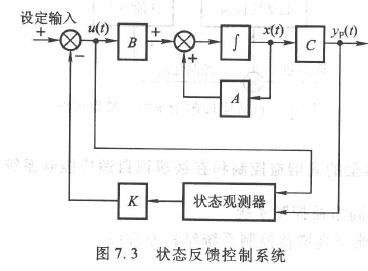 设定输入
+
−
u(t)
B
+
+
∫
x(t)
C
yp(t)
A
K
状态观测器
图 7.3 状态反馈控制系统